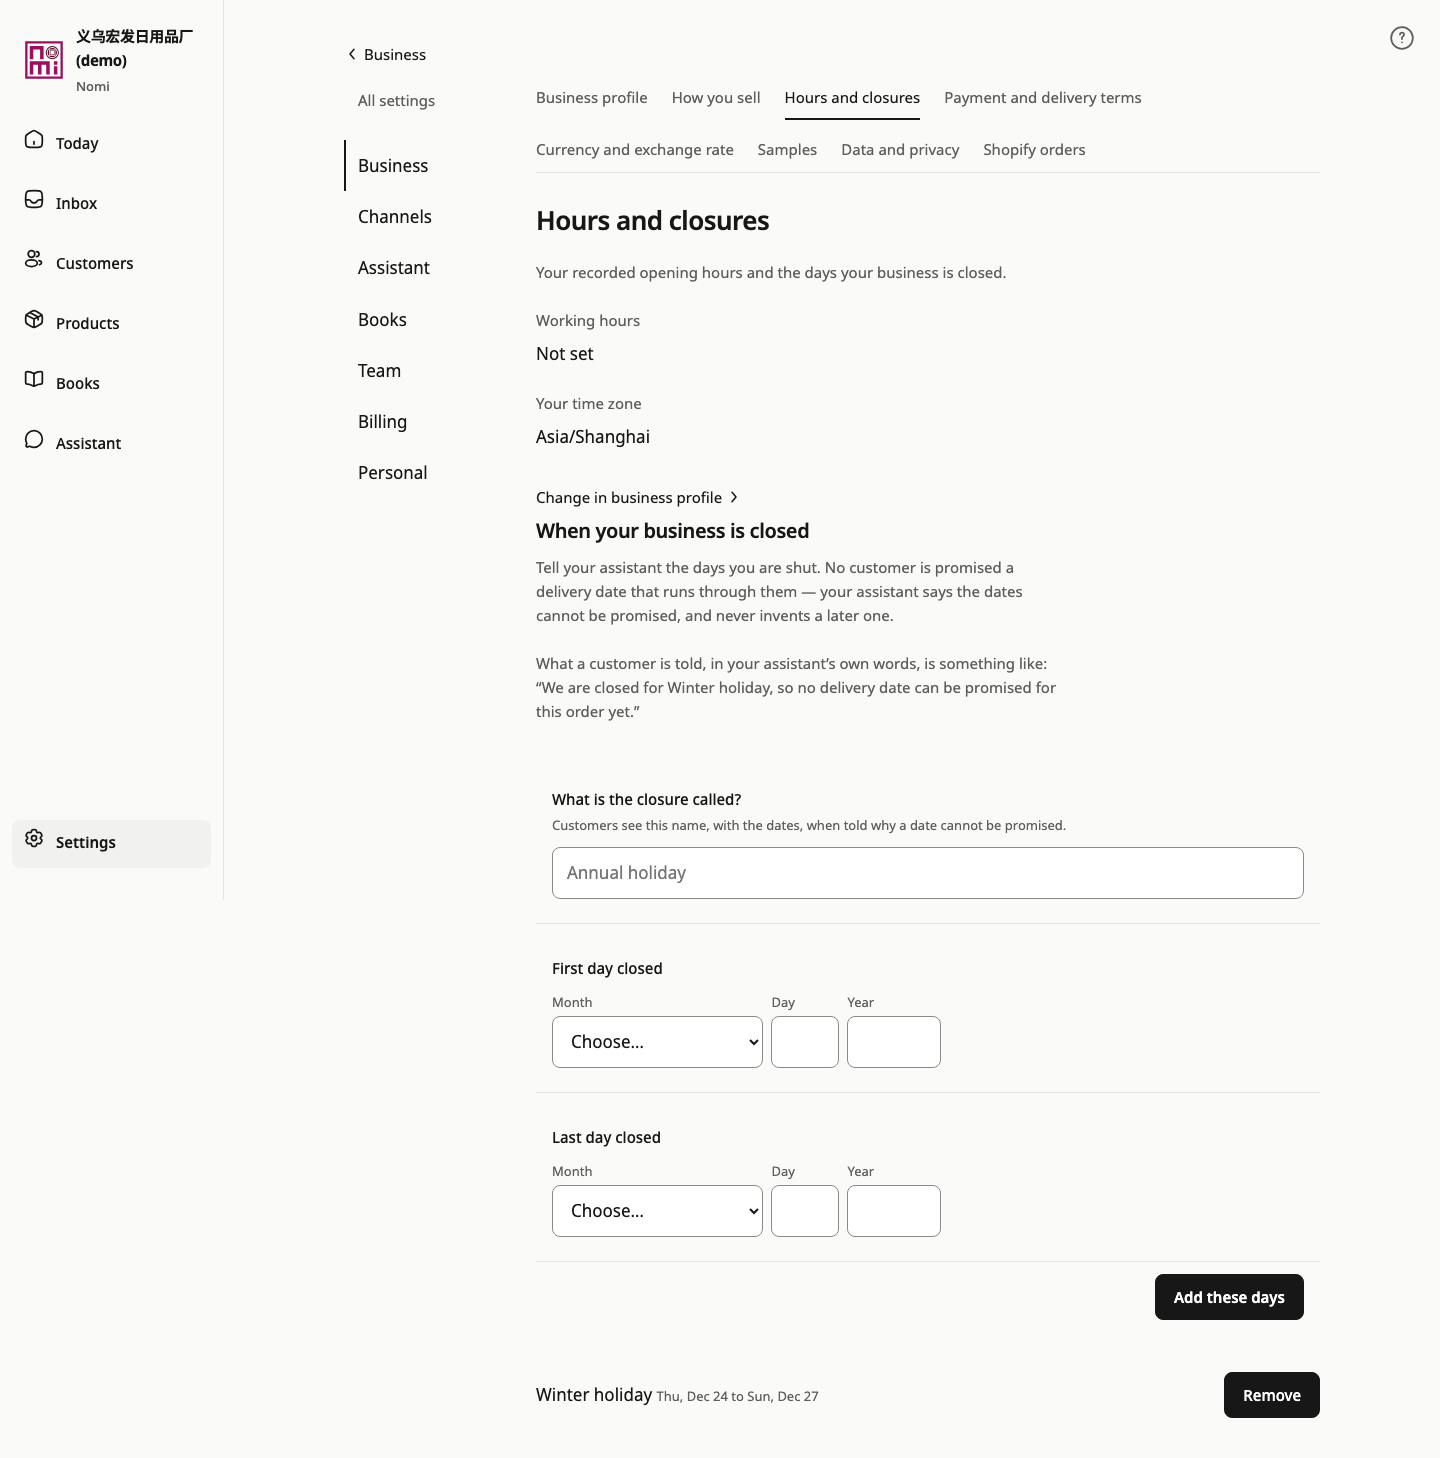 义乌宏发日用品厂
(demo)
Nomi
Today
Inbox
Customers
Products
Books
Assistant
Settings
Business
All settings
Business
Channels
Assistant
Books
Team
Billing
Personal
Business profile
How you sell
Hours and closures
Payment and delivery terms
Currency and exchange rate
Samples
Data and privacy
Shopify orders
Hours and closures
Your recorded opening hours and the days your business is closed.
Working hours
Not set
Your time zone
Asia/Shanghai
Change in business profile
When your business is closed
Tell your assistant the days you are shut. No customer is promised a
delivery date that runs through them — your assistant says the dates
cannot be promised, and never invents a later one.
What a customer is told, in your assistant’s own words, is something like:
“We are closed for Winter holiday, so no delivery date can be promised for
this order yet.”
What is the closure called?
Customers see this name, with the dates, when told why a date cannot be promised.
Annual holiday
First day closed
Month Day Year
Choose...
Last day closed
Month Day Year
Choose...
Add these days
Winter holiday Thu, Dec 24 to Sun, Dec 27
Remove